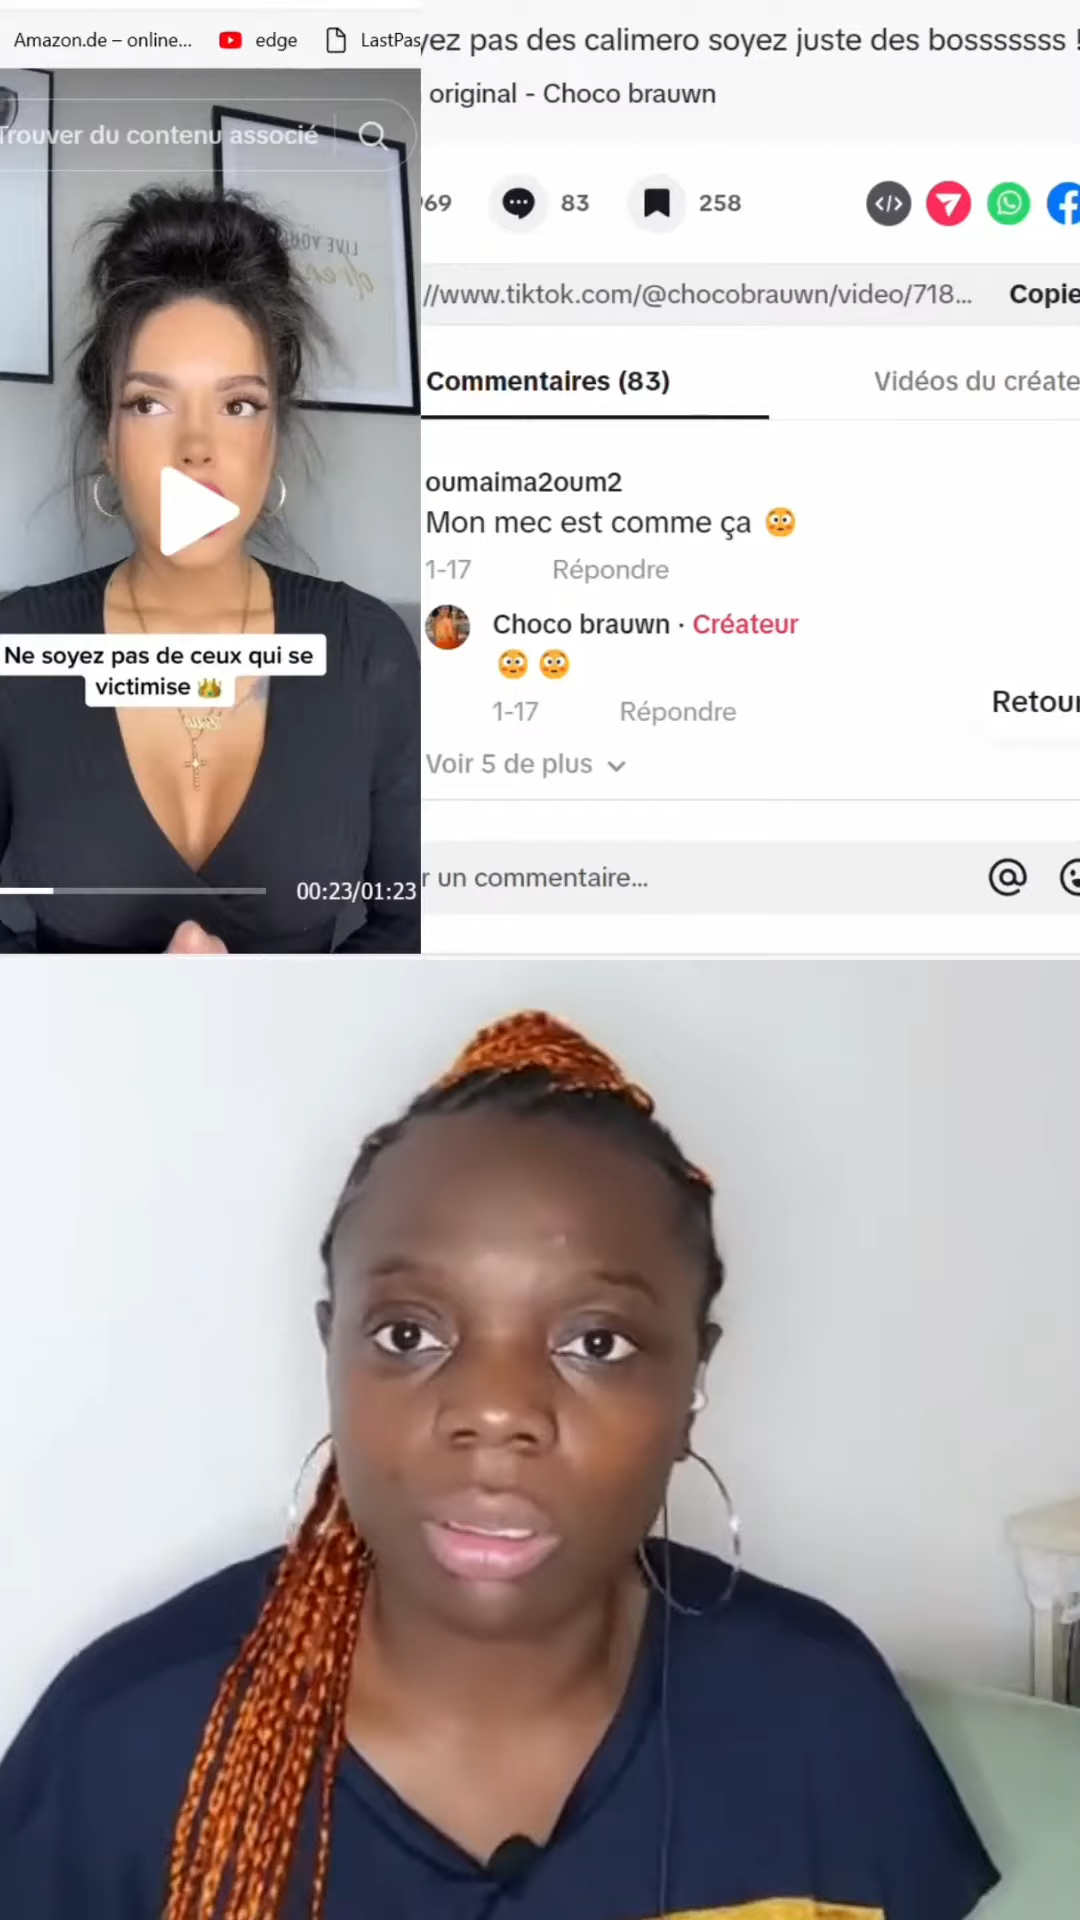 Amazon.de – online...
edge
LastPas
yez pas des calimero soyez juste des bosssssss !
original - Choco brauwn
Trouver du contenu associé
LIVE YOUR
69
83
258
//www.tiktok.com/@chocobrauwn/video/718...
Copie
Commentaires (83)
Vidéos du créate
oumaima2oum2
Mon mec est comme ça 😳
1-17 Répondre
Choco brauwn · Créateur
😳😳
1-17 Répondre
Voir 5 de plus
Retour
Ne soyez pas de ceux qui se
victimise 👑
00:23/01:23
r un commentaire...